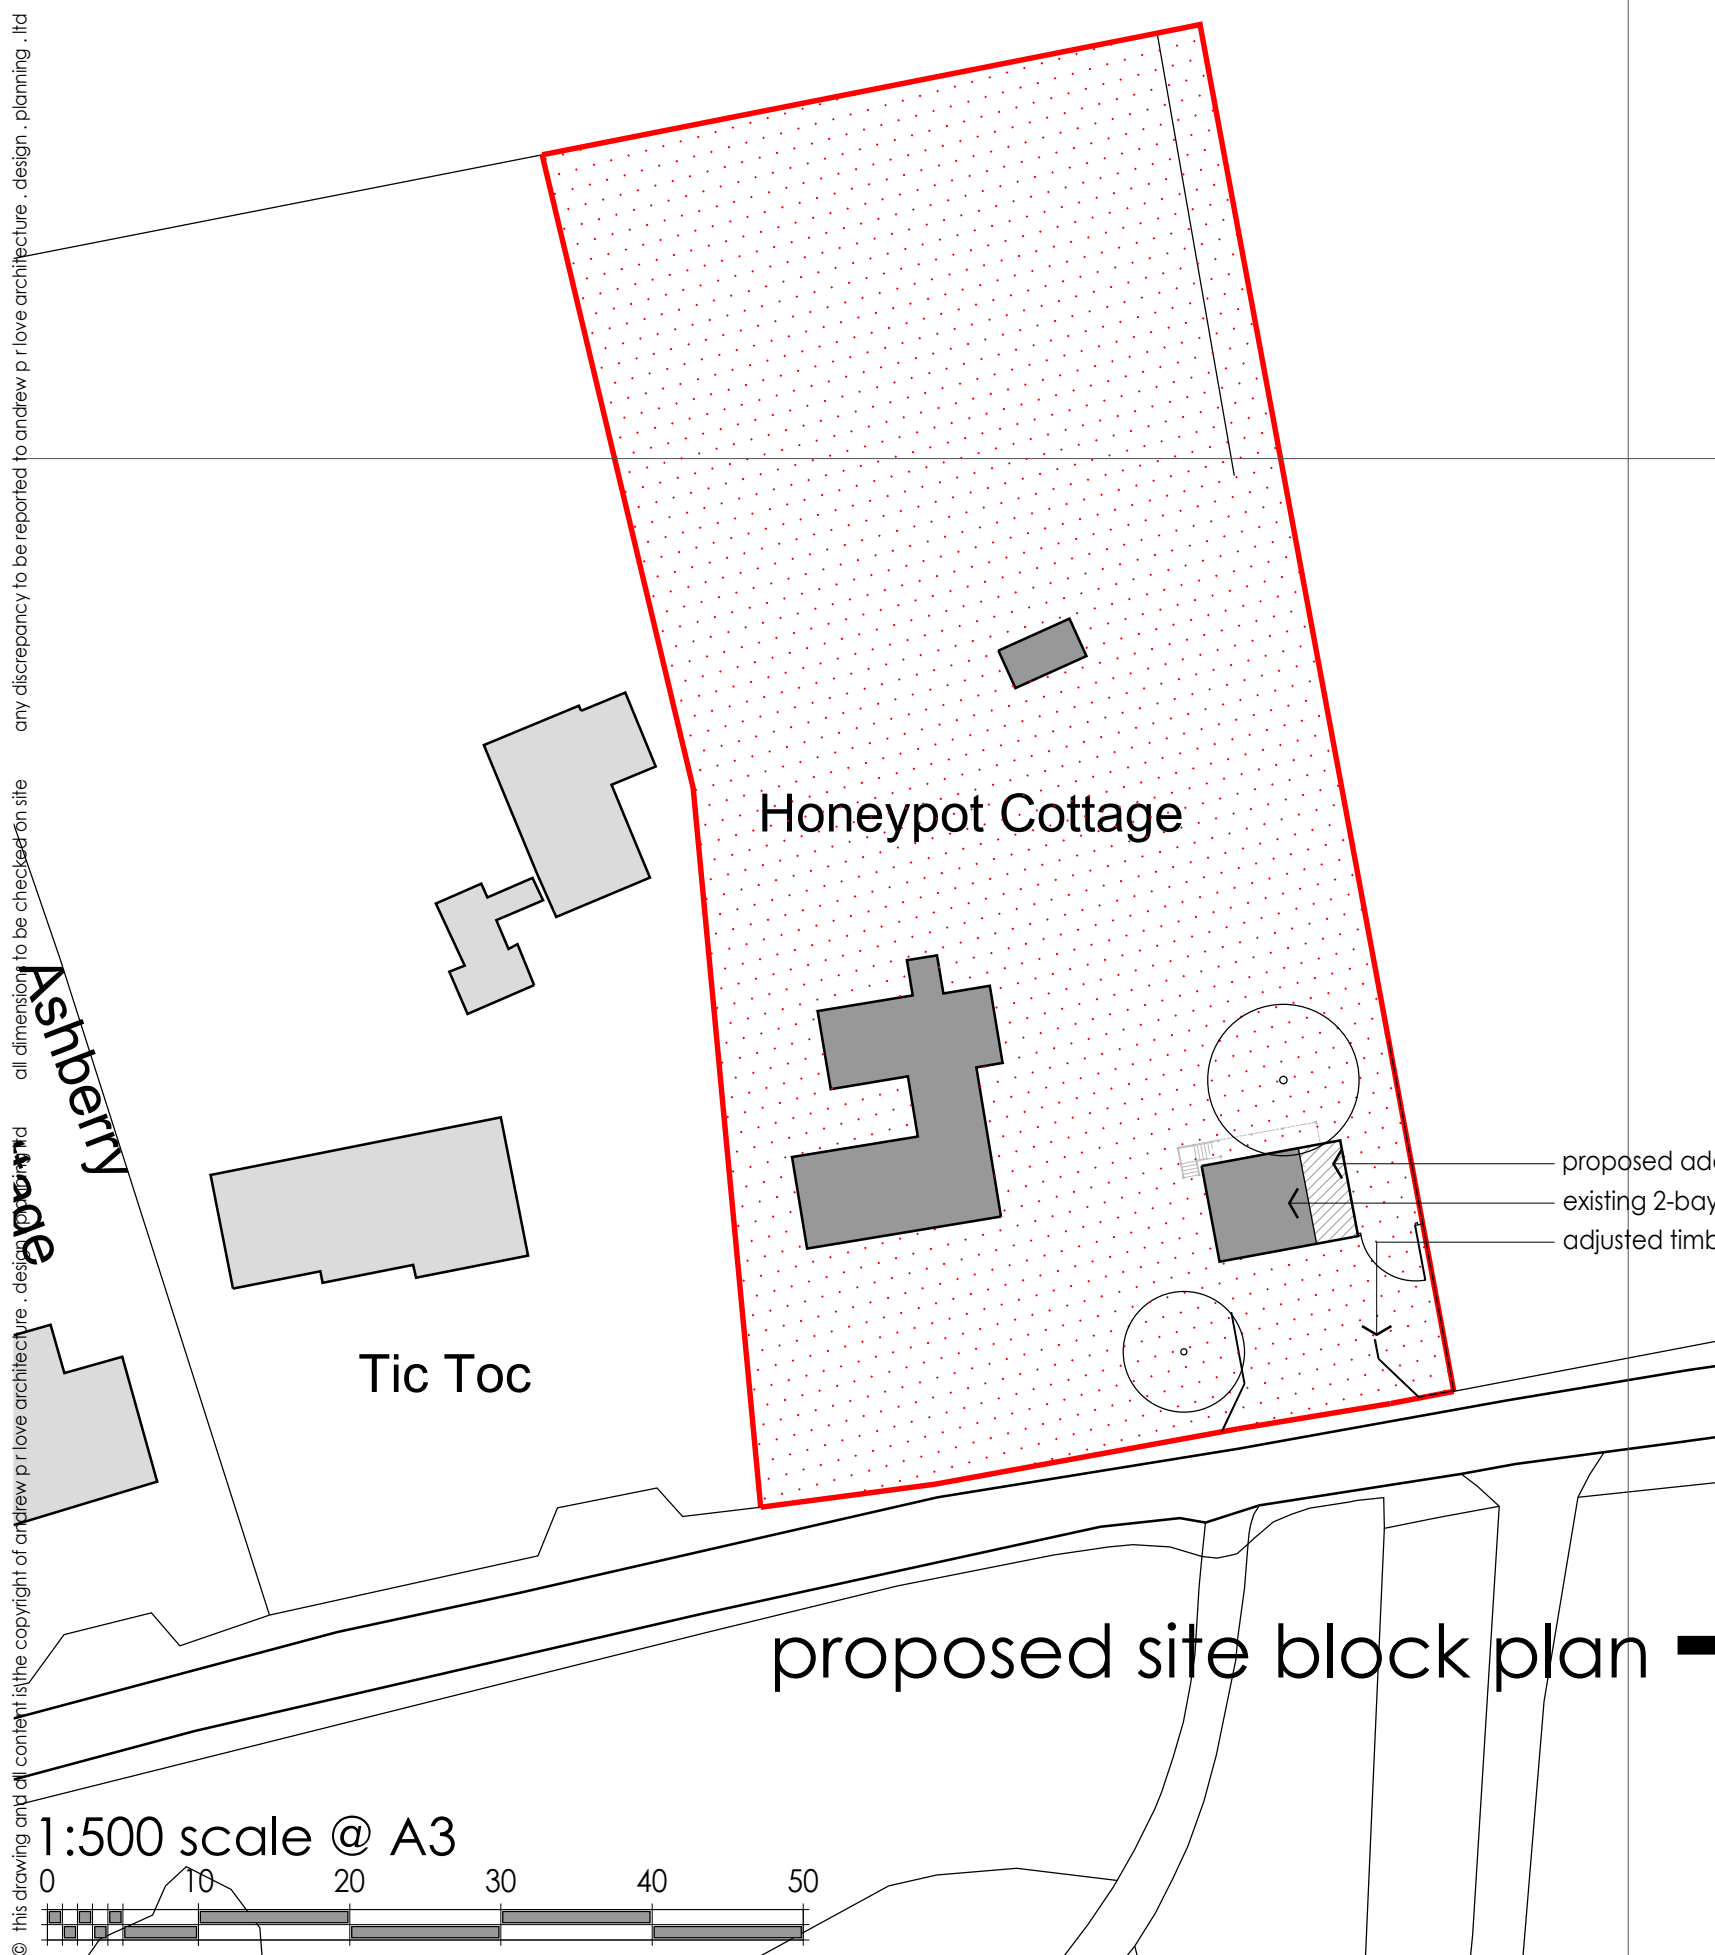 Honeypot Cottage
Ashberry
proposed
existing 2-bay
adjusted
Tic Toc
proposed site block plan
1:500 scale @ A3
0 10 20 30 40 50
© this drawing and all content is the copyright of andrew p r love architecture . design . planning ltd all dimensions to be checked on site any discrepancy to be reported to andrew p r love architecture . design . planning . ltd